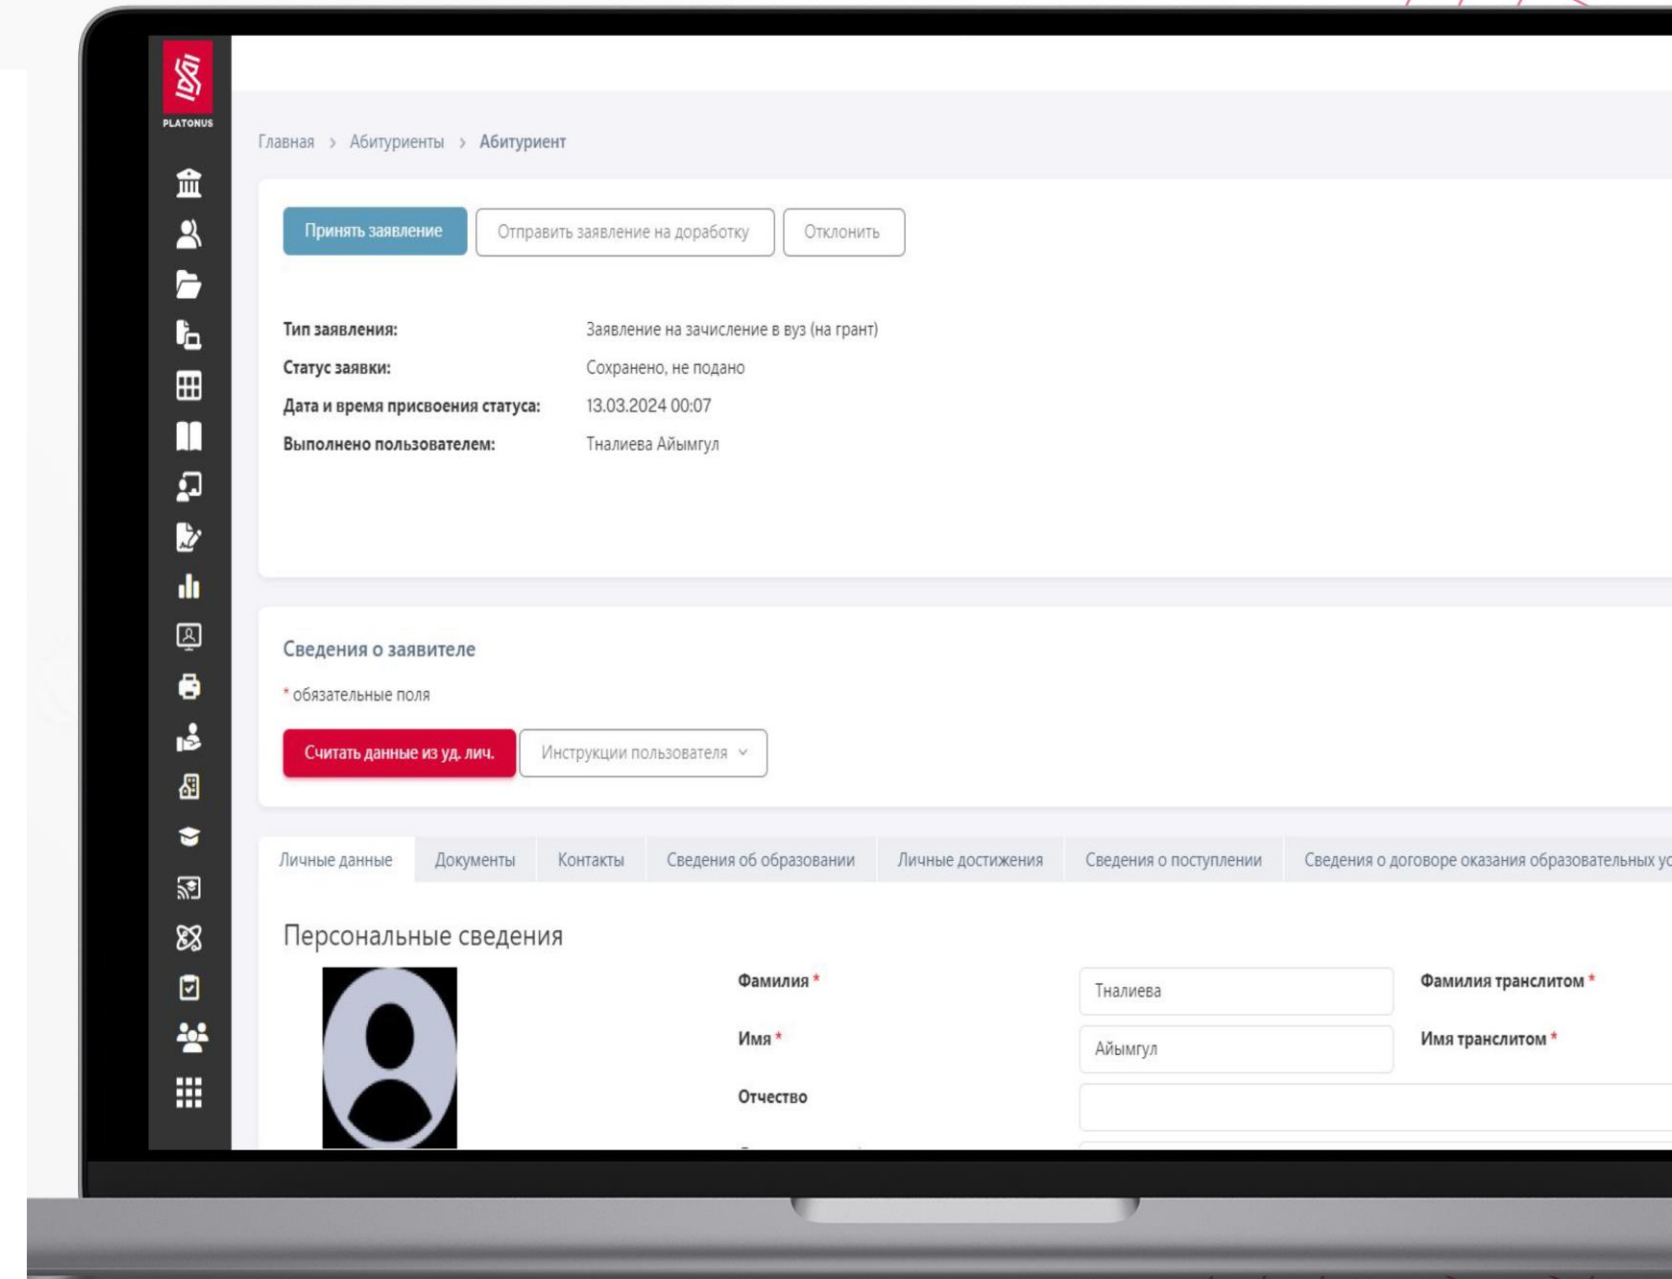 PLATONUS
Главная > Абитуриенты > Абитуриент
Принять заявление Отправить заявление на доработку Отклонить
Тип заявления: Заявление на зачисление в вуз (на грант)
Статус заявки: Сохранено, не подано
Дата и время присвоения статуса: 13.03.2024 00:07
Выполнено пользователем: Тналиева Айымгул
Сведения о заявителе
* обязательные поля
Считать данные из уд. лич. Инструкции пользователя
Личные данные Документы Контакты Сведения об образовании Личные достижения Сведения о поступлении Сведения о договоре оказания образовательных ус
Персональные сведения
Фамилия * Тналиева Фамилия транслитом *
Имя * Айымгул Имя транслитом *
Отчество